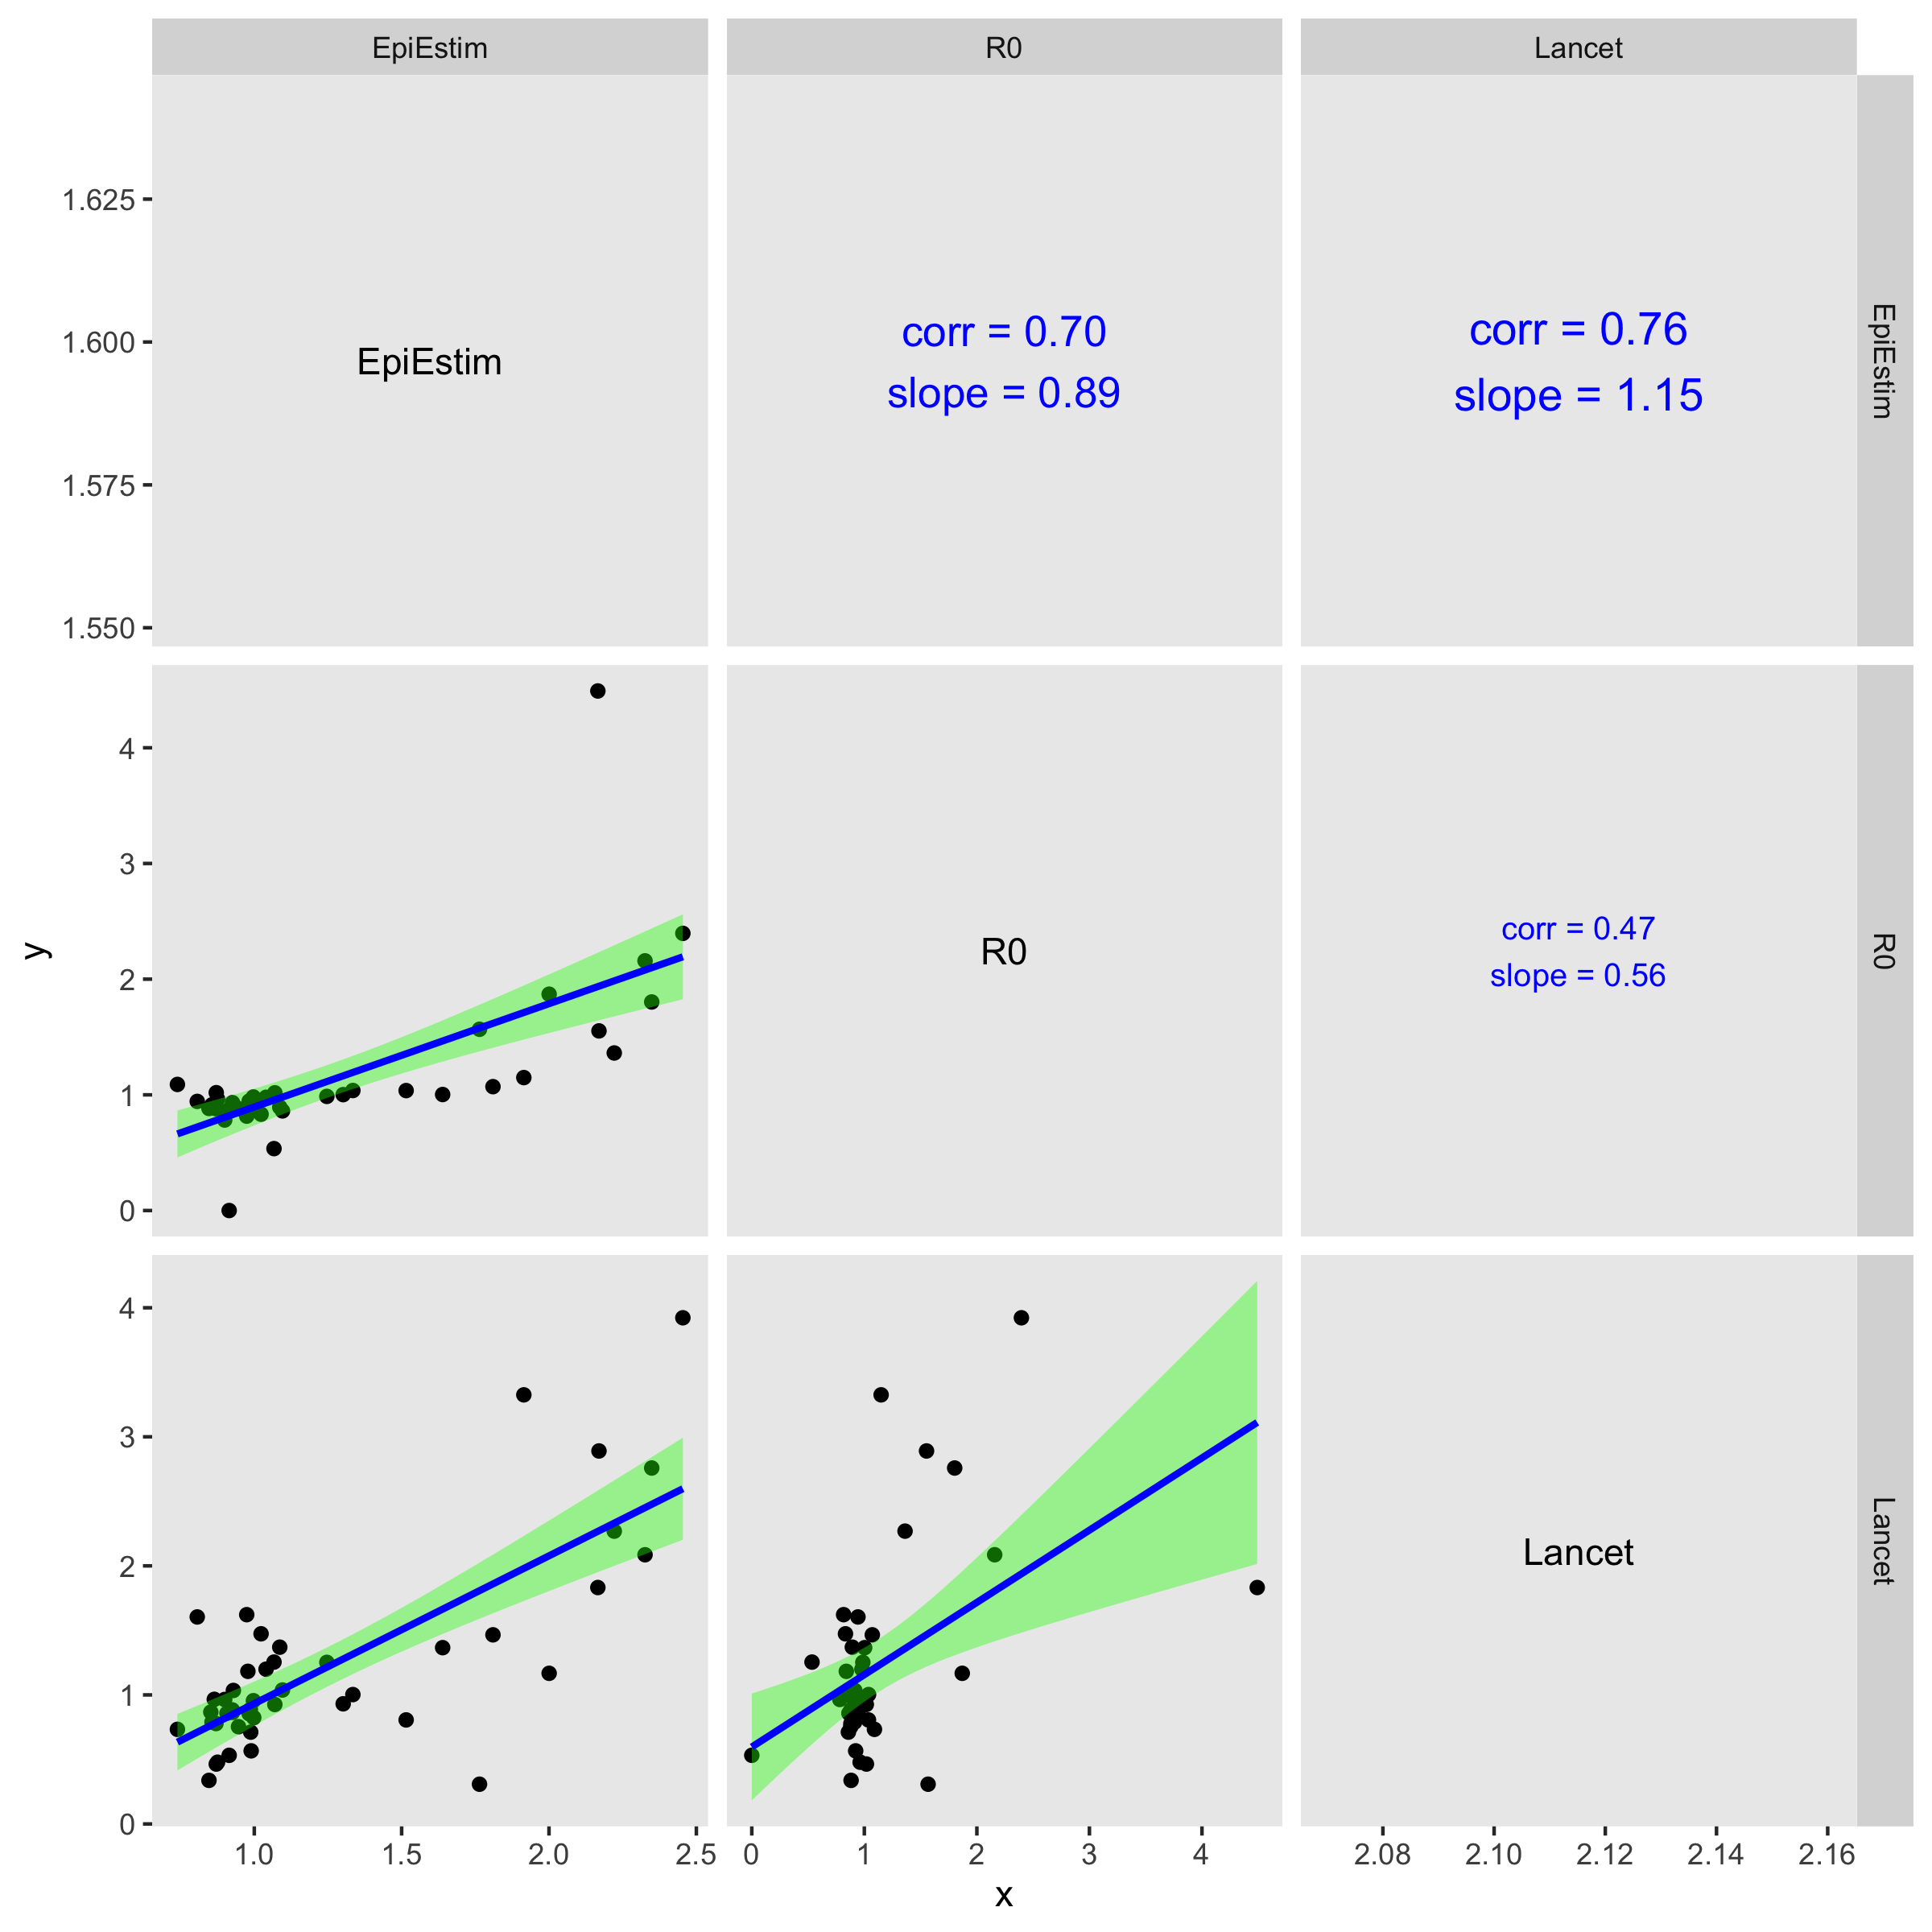 EpiEstim R0 Lancet
1.625
1.600
1.575
1.550
EpiEstim
corr = 0.70
slope = 0.89
corr = 0.76
slope = 1.15
EpiEstim
y
4
3
2
1
0
R0
corr = 0.47
slope = 0.56
R0
4
3
2
1
0
Lancet
Lancet
1.0 1.5 2.0 2.5 0 1 2 3 4 2.08 2.10 2.12 2.14 2.16
x